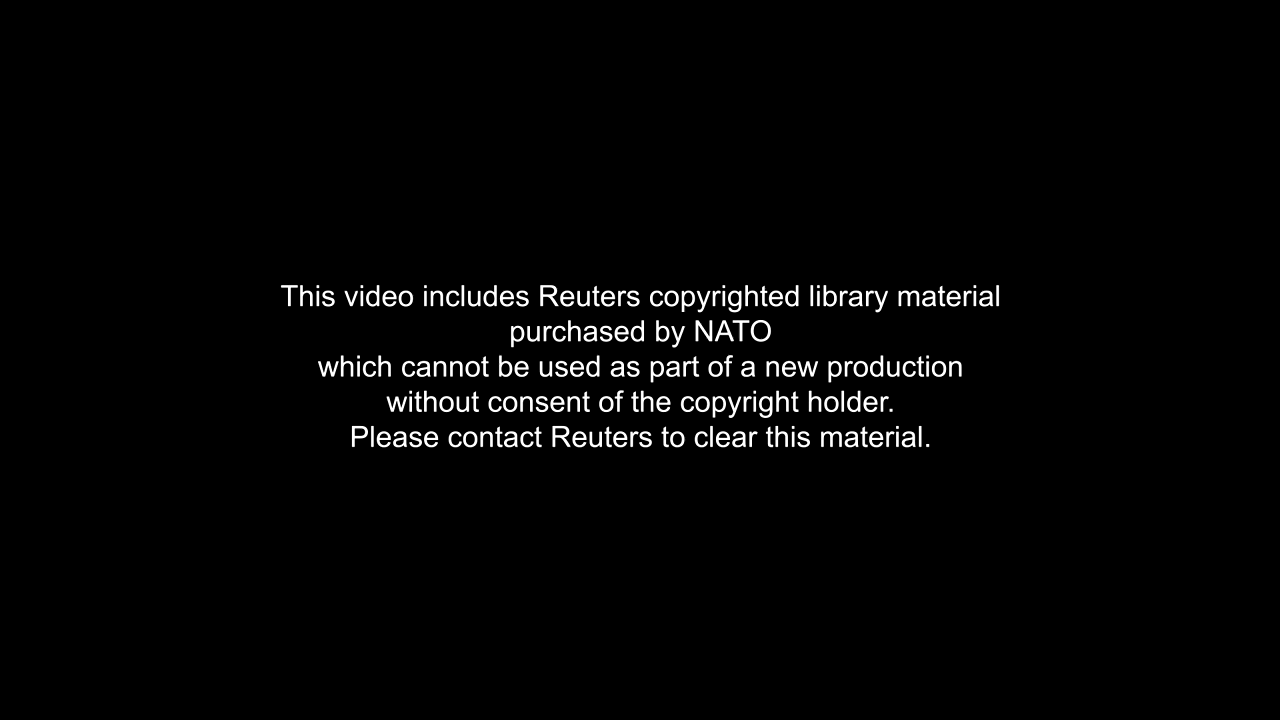 This video includes Reuters copyrighted library material
purchased by NATO
which cannot be used as part of a new production
without consent of the copyright holder.
Please contact Reuters to clear this material.